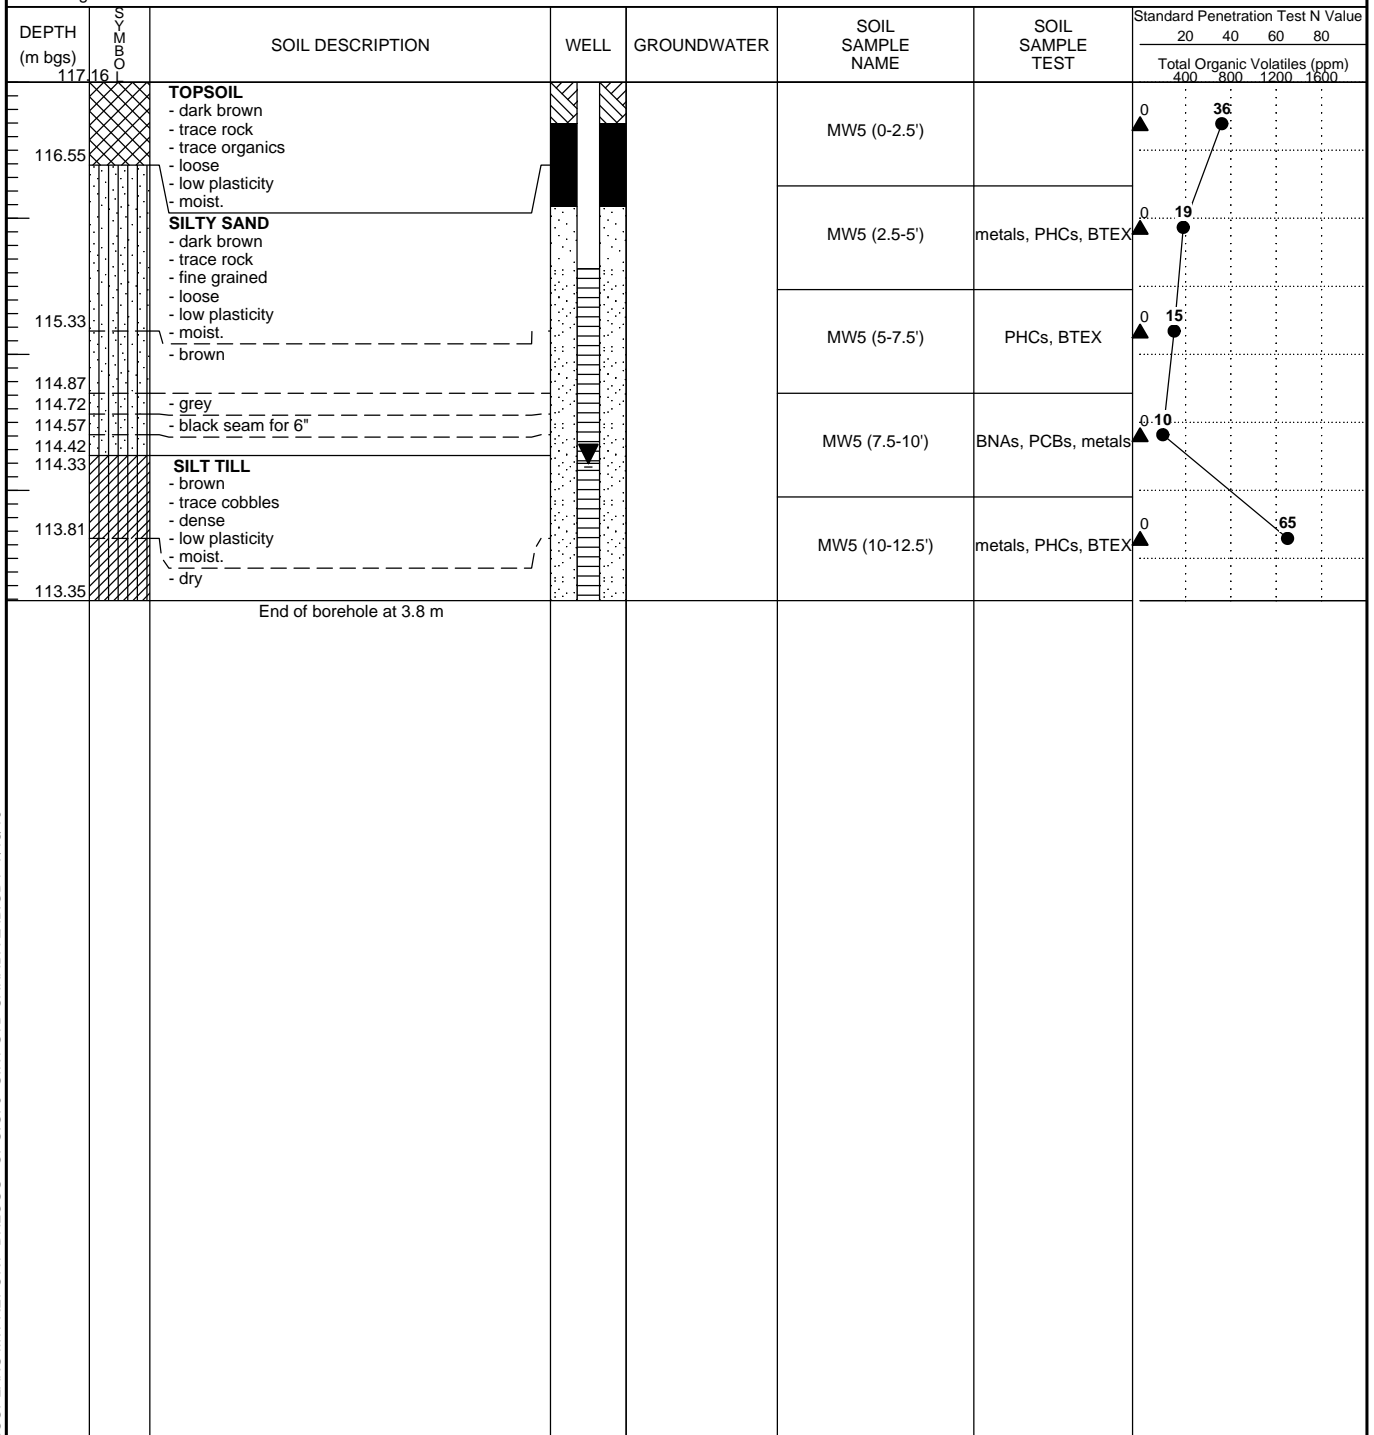 DEPTH
(m bgs)
117.16
SYMBOL
SOIL DESCRIPTION
WELL
GROUNDWATER
SOIL
SAMPLE
NAME
SOIL
SAMPLE
TEST
Standard Penetration Test N Value
20 40 60 80
Total Organic Volatiles (ppm)
400 800 1200 1600
TOPSOIL
- dark brown
- trace rock
- trace organics
- loose
- low plasticity
- moist.
116.55
SILTY SAND
- dark brown
- trace rock
- fine grained
- loose
- low plasticity
- moist.
115.33
- brown
114.87
- grey
114.72
- black seam for 6"
114.57
114.42
114.33
SILT TILL
- brown
- trace cobbles
- dense
- low plasticity
- moist.
113.81
- dry
113.35
End of borehole at 3.8 m
MW5 (0-2.5')
0 36
MW5 (2.5-5')
metals, PHCs, BTEX
0 19
MW5 (5-7.5')
PHCs, BTEX
0 15
MW5 (7.5-10')
BNAs, PCBs, metals
0 10
MW5 (10-12.5')
metals, PHCs, BTEX
0 65